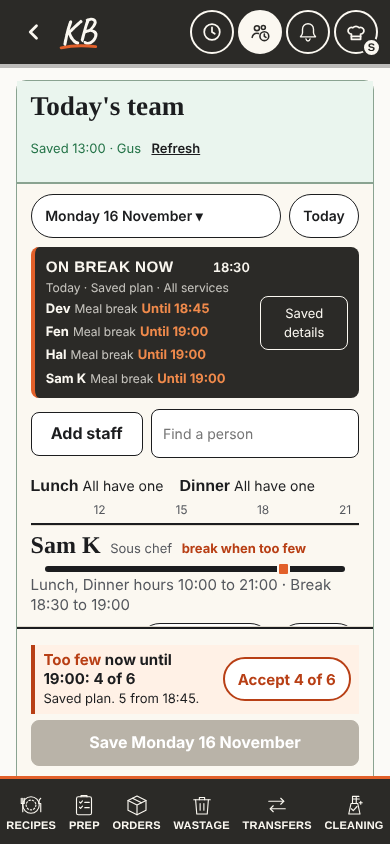 KB
S
Today's team
Saved 13:00 · Gus Refresh
Monday 16 November ▾ Today
ON BREAK NOW 18:30
Today · Saved plan · All services
Dev Meal break Until 18:45
Fen Meal break Until 19:00
Hal Meal break Until 19:00
Sam K Meal break Until 19:00
Saved
details
Add staff Find a person
Lunch All have one Dinner All have one
12 15 18 21
Sam K Sous chef break when too few
Lunch, Dinner hours 10:00 to 21:00 · Break
18:30 to 19:00
Too few now until
19:00: 4 of 6
Saved plan. 5 from 18:45.
Accept 4 of 6
Save Monday 16 November
RECIPES PREP ORDERS WASTAGE TRANSFERS CLEANING